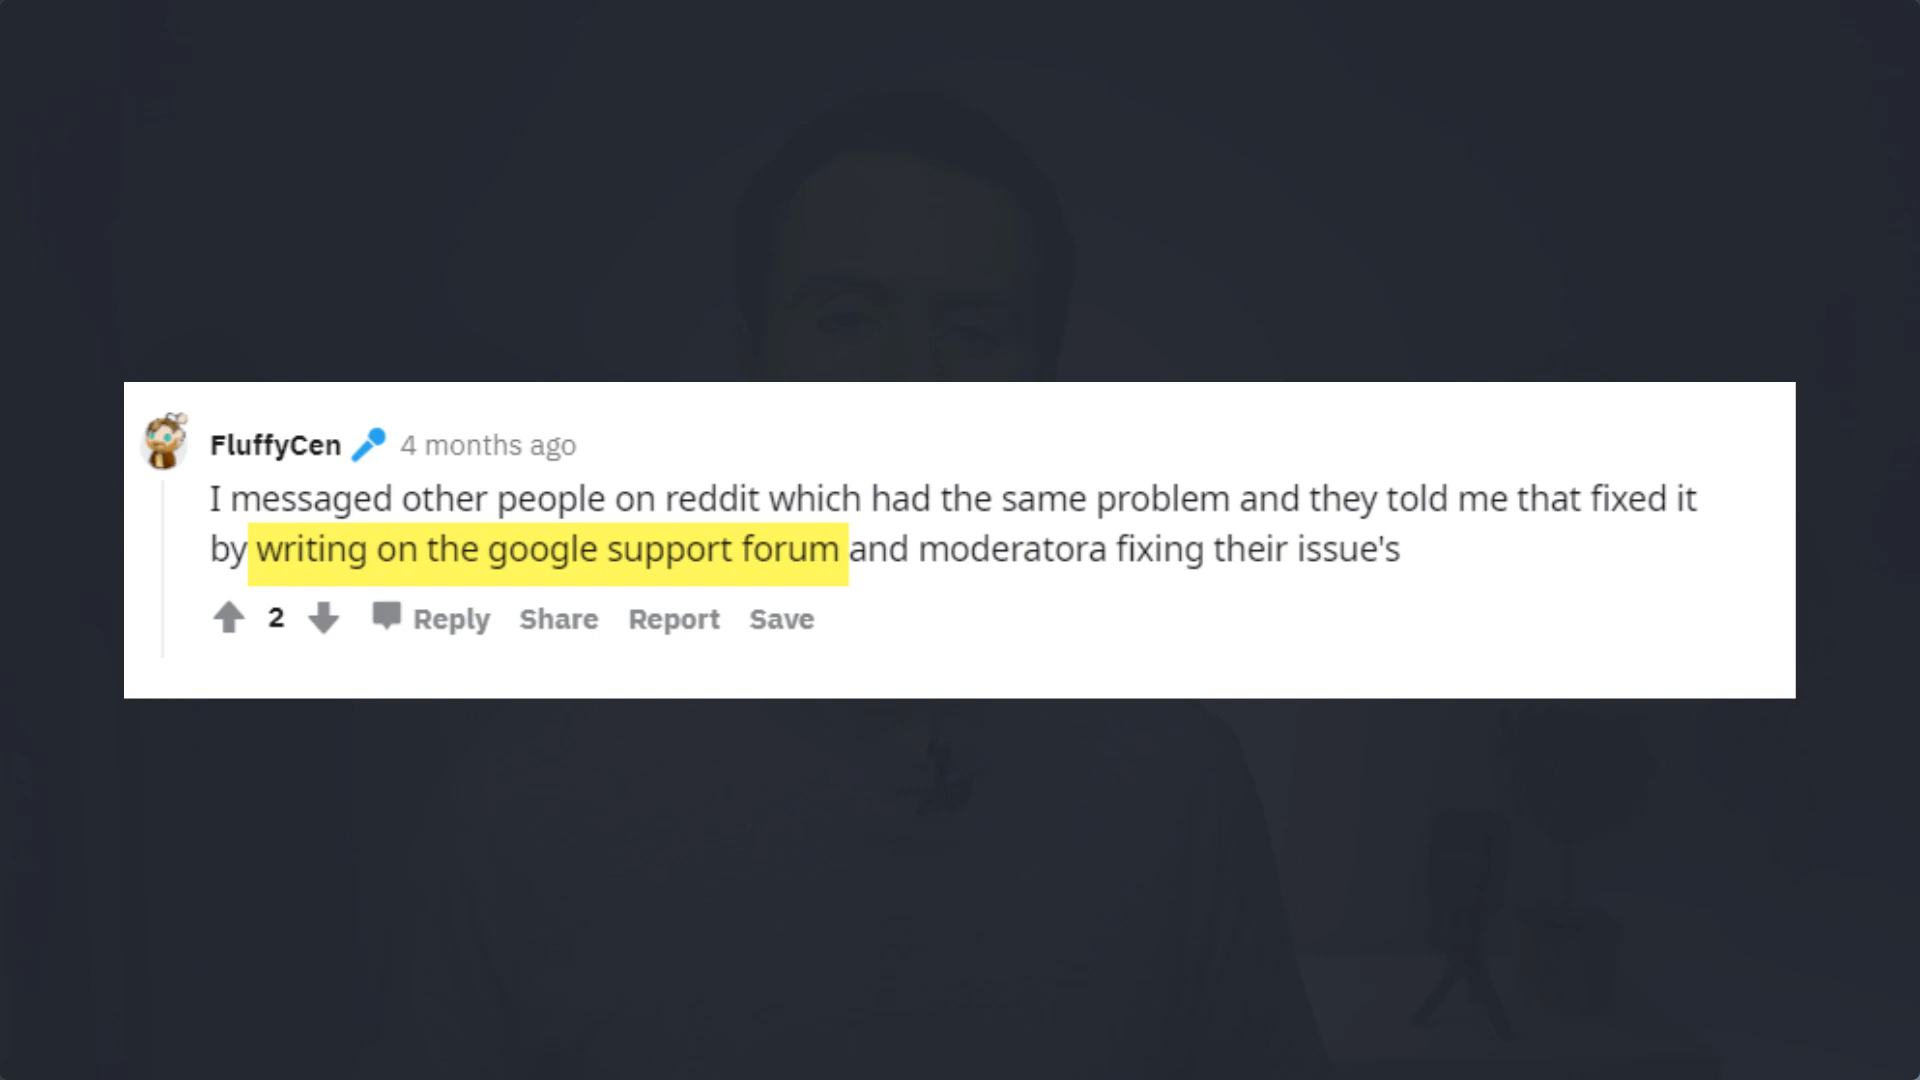 FluffyCen 4 months ago
I messaged other people on reddit which had the same problem and they told me that fixed it
by writing on the google support forum and moderatora fixing their issue's
2 Reply Share Report Save